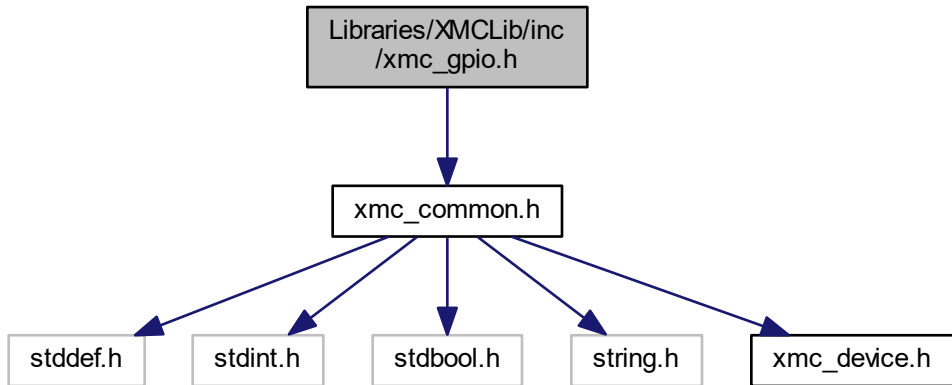 Libraries/XMCLib/inc
/xmc_gpio.h
xmc_common.h
stddef.h
stdint.h
stdbool.h
string.h
xmc_device.h